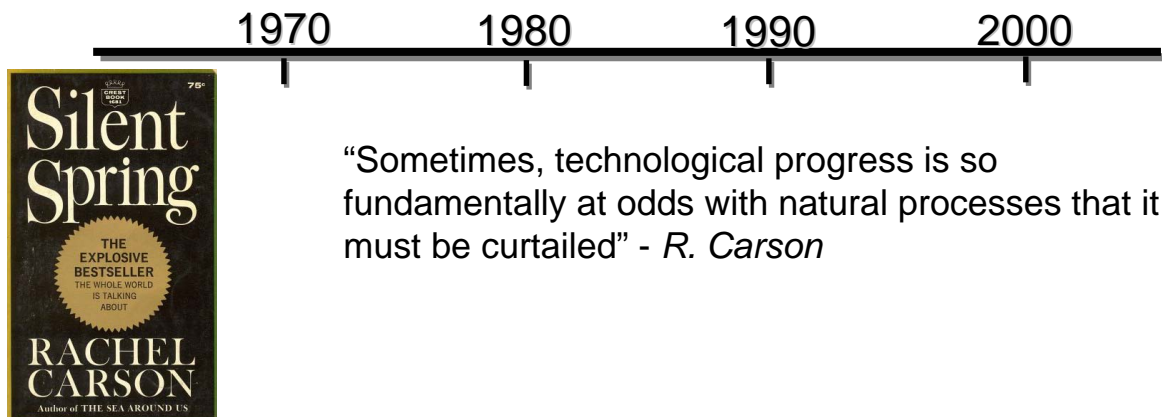 1970 1980 1990 2000
75¢
CREST
BOOK
Silent
Spring
THE
EXPLOSIVE
BESTSELLER
THE WHOLE WORLD
IS TALKING
ABOUT
RACHEL
CARSON
Author of THE SEA AROUND US
“Sometimes, technological progress is so
fundamentally at odds with natural processes that it
must be curtailed” - R. Carson